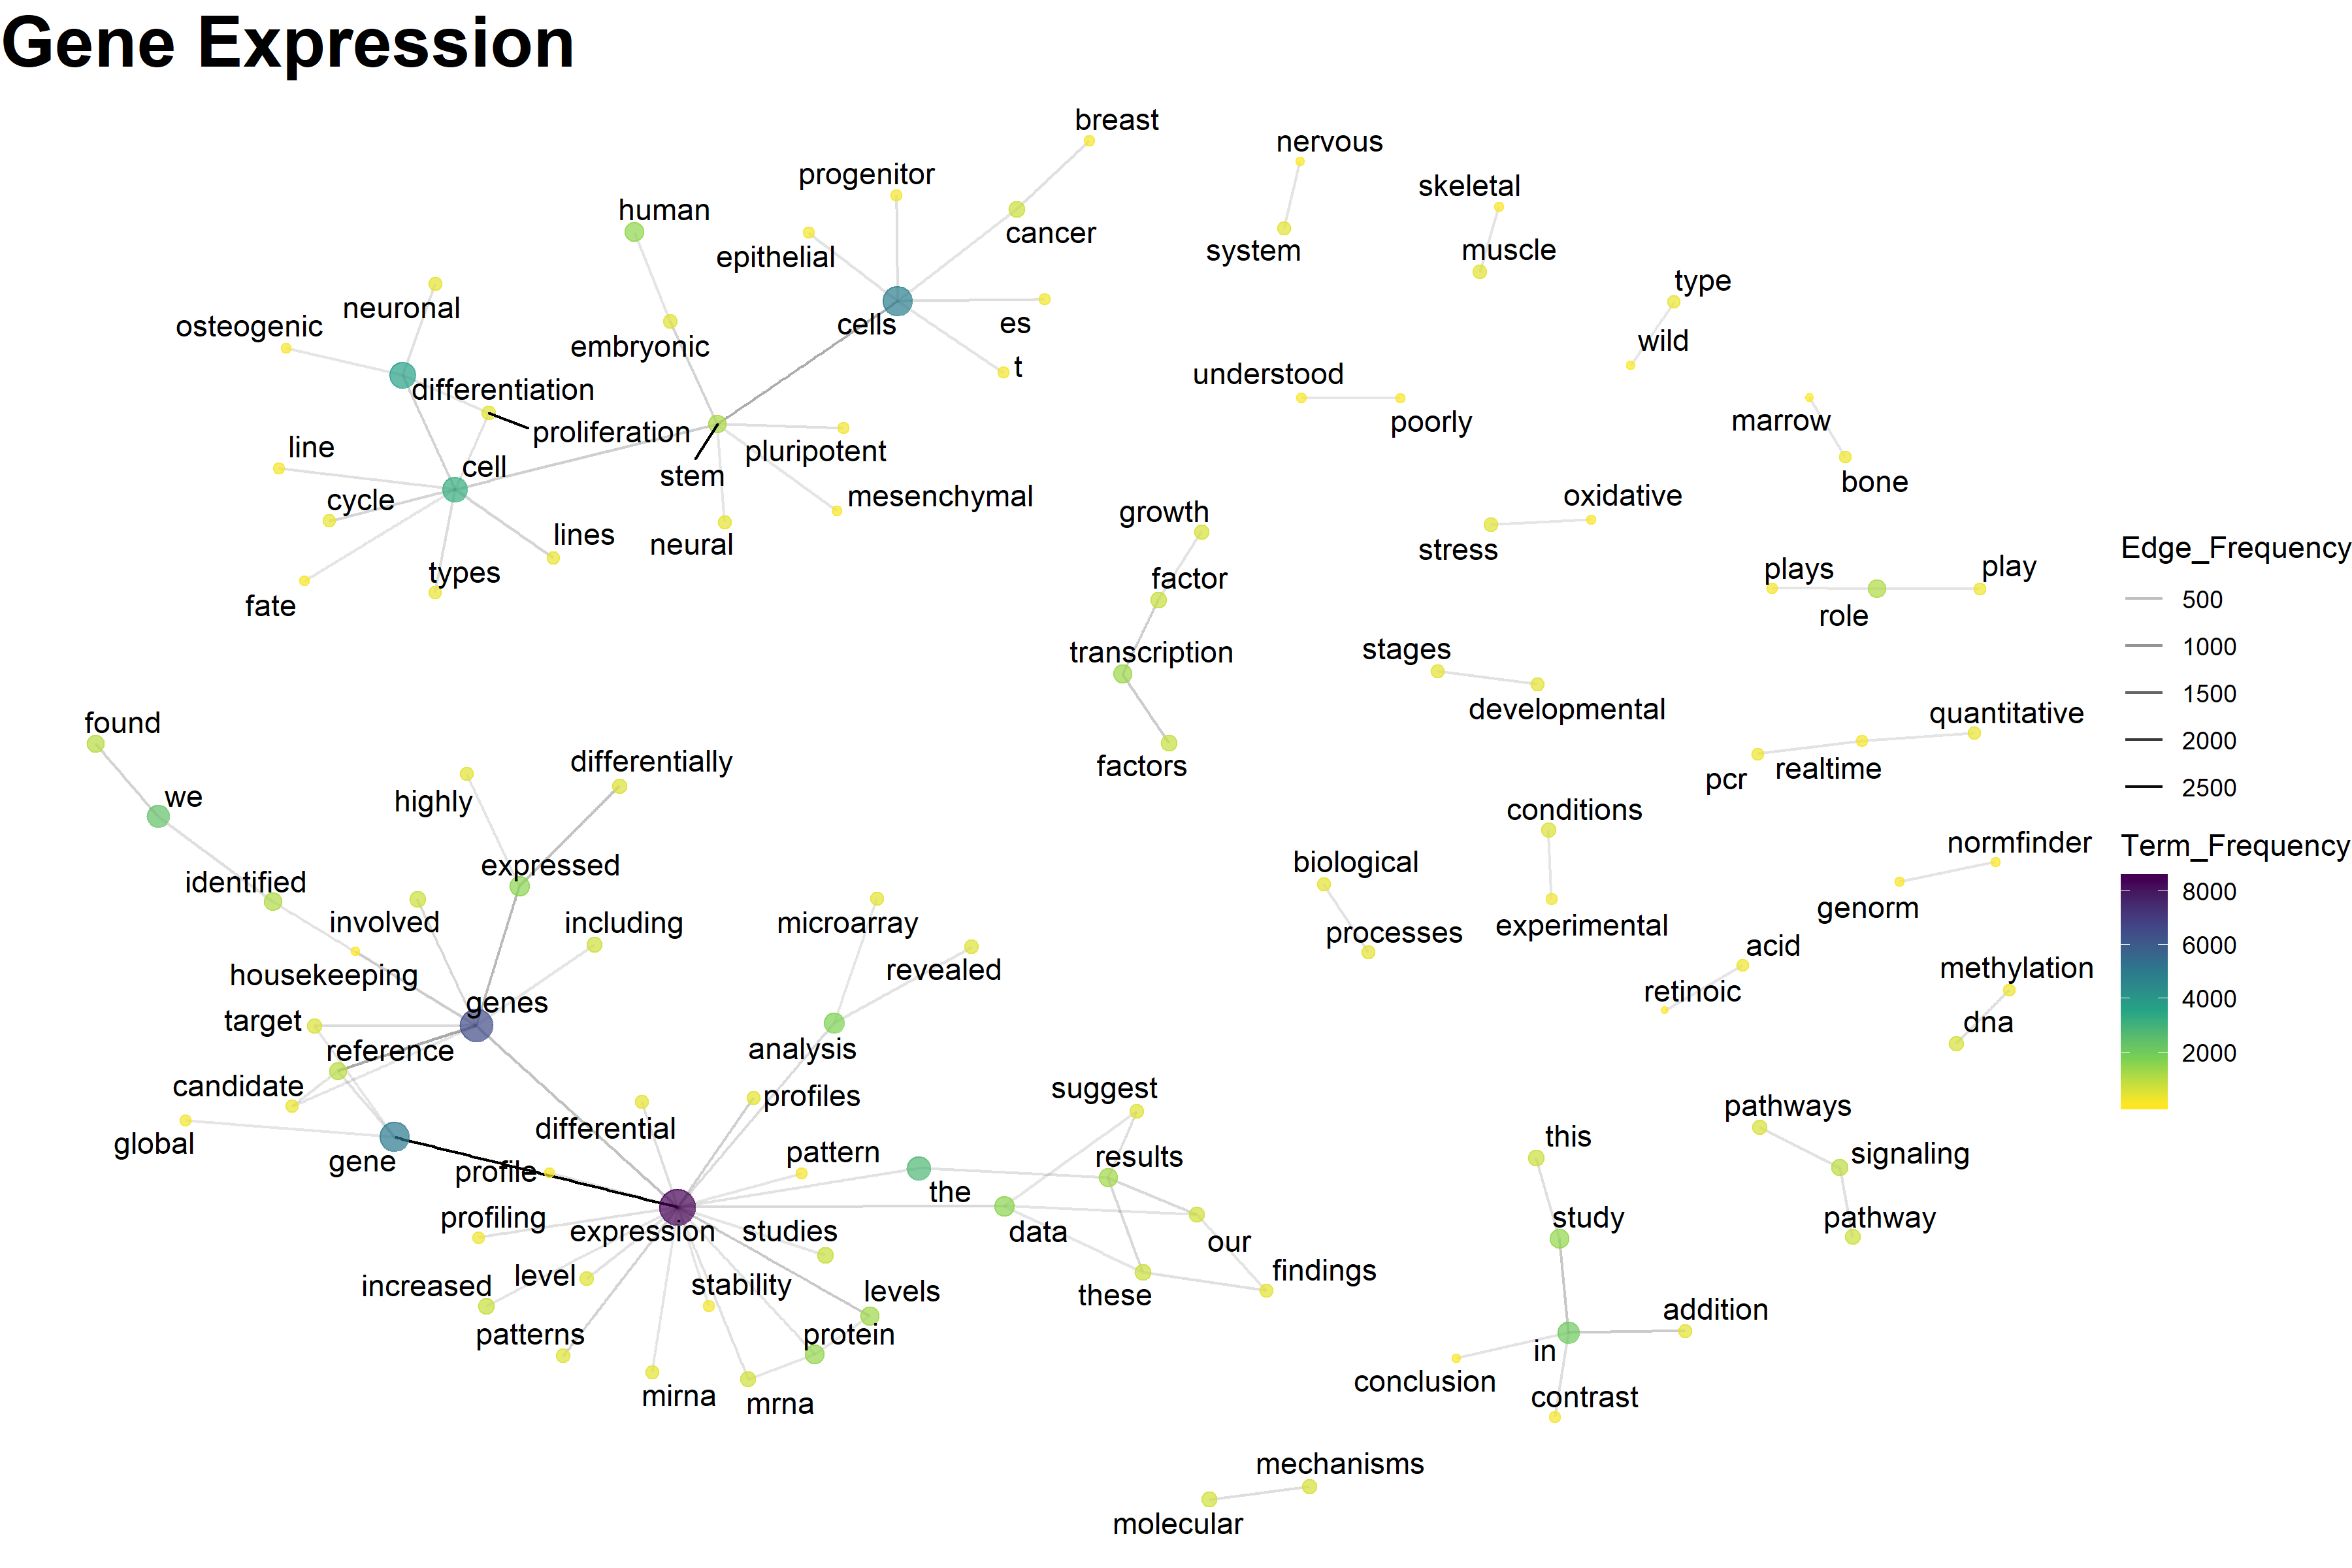 Gene Expression
breast
nervous
progenitor
skeletal
human
cancer
epithelial
system
muscle
type
neuronal
osteogenic
cells
es
wild
embryonic
t
understood
differentiation
marrow
poorly
proliferation
line
pluripotent
cell
stem
bone
cycle
mesenchymal
oxidative
growth
lines
neural
stress
Edge_Frequency
types
factor
plays
play
500
fate
role
1000
transcription
stages
1500
developmental
found
quantitative
2000
differentially
factors
pcr
realtime
2500
we
highly
conditions
normfinder
Term_Frequency
expressed
biological
identified
8000
involved
including
microarray
genorm
experimental
processes
acid
6000
housekeeping
revealed
methylation
genes
retinoic
4000
target
dna
reference
analysis
2000
candidate
profiles
suggest
pathways
differential
global
this
pattern
results
signaling
gene
profile
the
profiling
expression
studies
data
our
study
pathway
increased
level
stability
levels
these
findings
patterns
protein
addition
in
mirna
mrna
conclusion
contrast
mechanisms
molecular